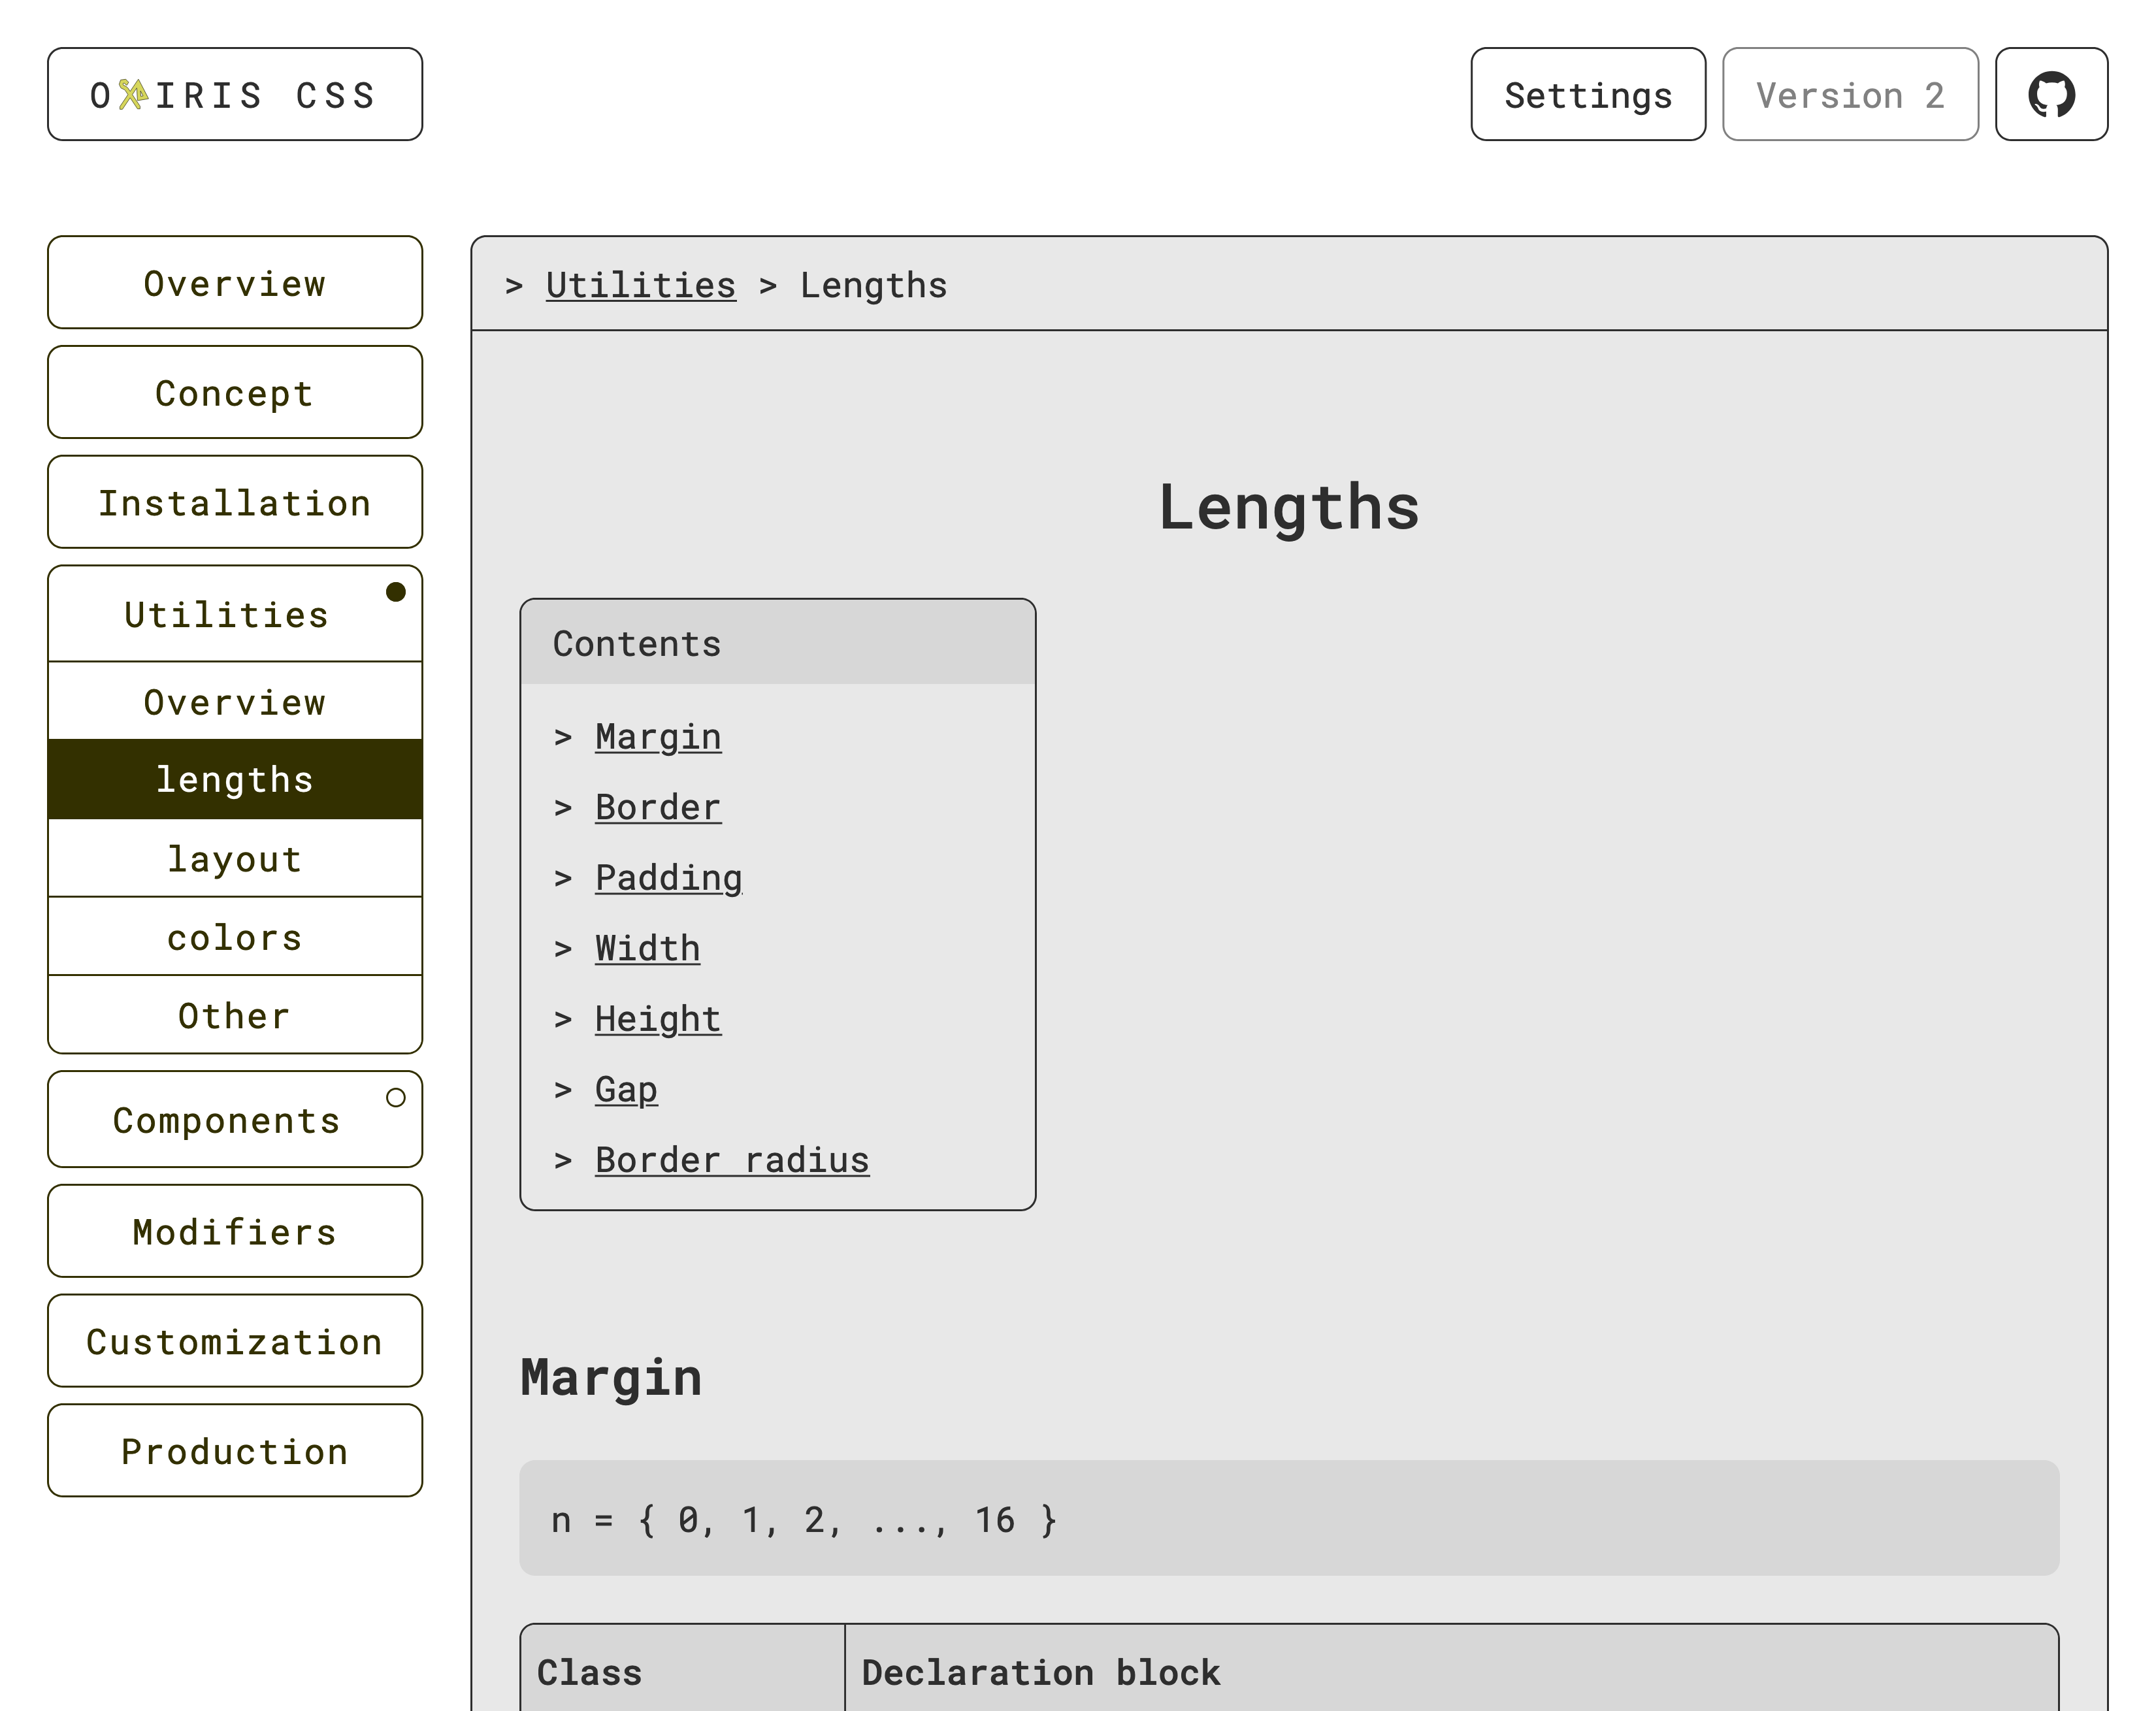 OXIRIS CSS
Settings
Version 2
Overview
Concept
Installation
Utilities
Overview
lengths
layout
colors
Other
Components
Modifiers
Customization
Production
> Utilities > Lengths
Lengths
Contents
> Margin
> Border
> Padding
> Width
> Height
> Gap
> Border radius
Margin
n = { 0, 1, 2, ..., 16 }
Class
Declaration block